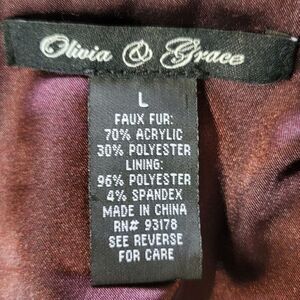 Olivia & Grace
L
FAUX FUR:
70% ACRYLIC
30% POLYESTER
LINING:
96% POLYESTER
4% SPANDEX
MADE IN CHINA
RN# 93178
SEE REVERSE
FOR CARE